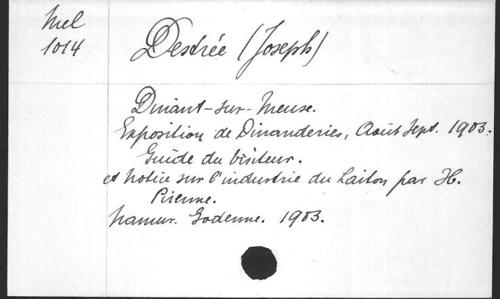 Mel
1014
Destrée (Joseph)
Dinant-sur-Meuse.
Exposition de Dinanderies, Août Sept. 1903.
Guide du Visiteur.
et Notice sur l'industrie du laiton par H.
Pirenne.
Namur. Godenne. 1903.